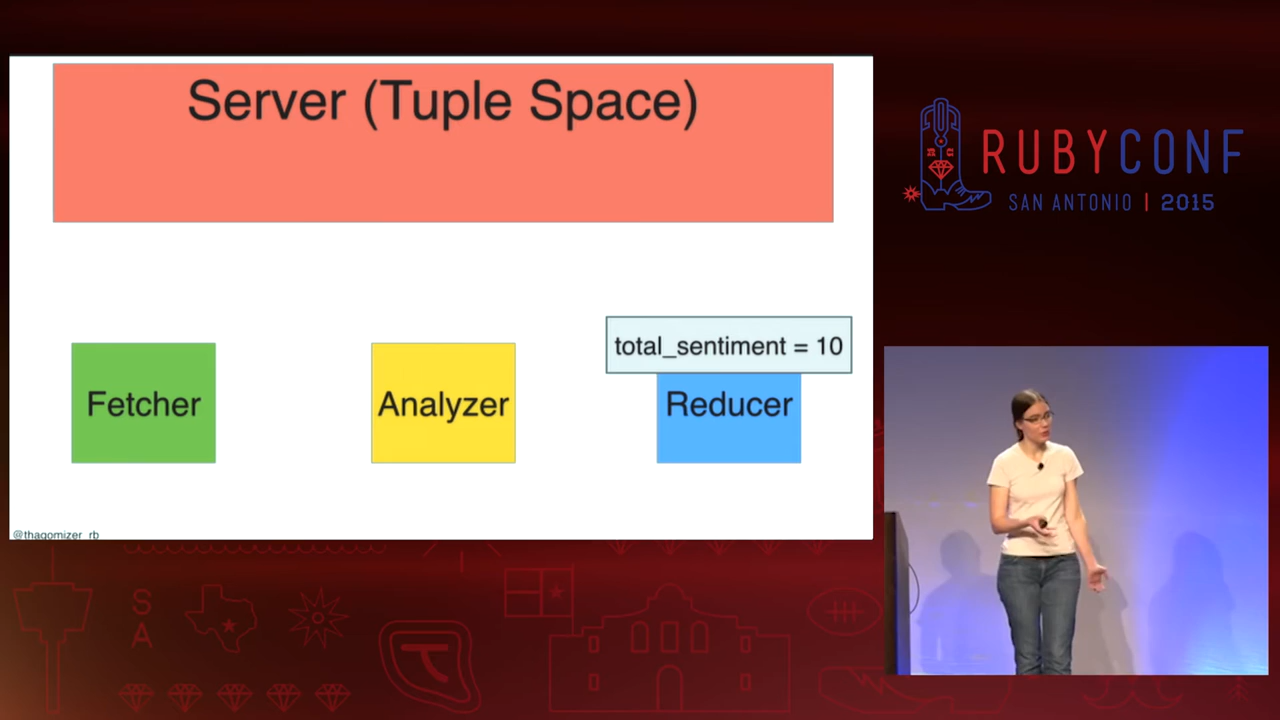 Server (Tuple Space)
total_sentiment = 10
Fetcher
Analyzer
Reducer
@thagomizer_rb
RUBYCONF
SAN ANTONIO | 2015
S
A